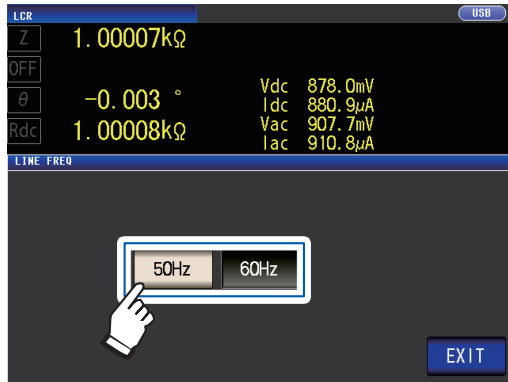 LCR USB
Z 1.00007kΩ
OFF
θ -0.003 °
Rdc 1.00008kΩ
Vdc 878.0mV
Idc 880.9μA
Vac 907.7mV
Iac 910.8μA
LINE FREQ
50Hz 60Hz
EXIT